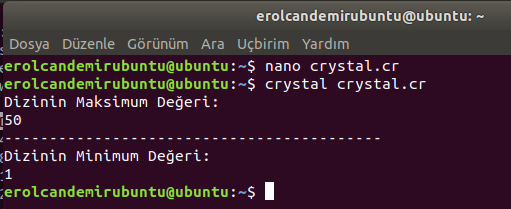 erolcandemirubuntu@ubuntu: ~
Dosya Düzenle Görünüm Ara Uçbirim Yardım
erolcandemirubuntu@ubuntu:~$ nano crystal.cr
erolcandemirubuntu@ubuntu:~$ crystal crystal.cr
Dizinin Maksimum Değeri:
50
------------------------------------------
Dizinin Minimum Değeri:
1
erolcandemirubuntu@ubuntu:~$